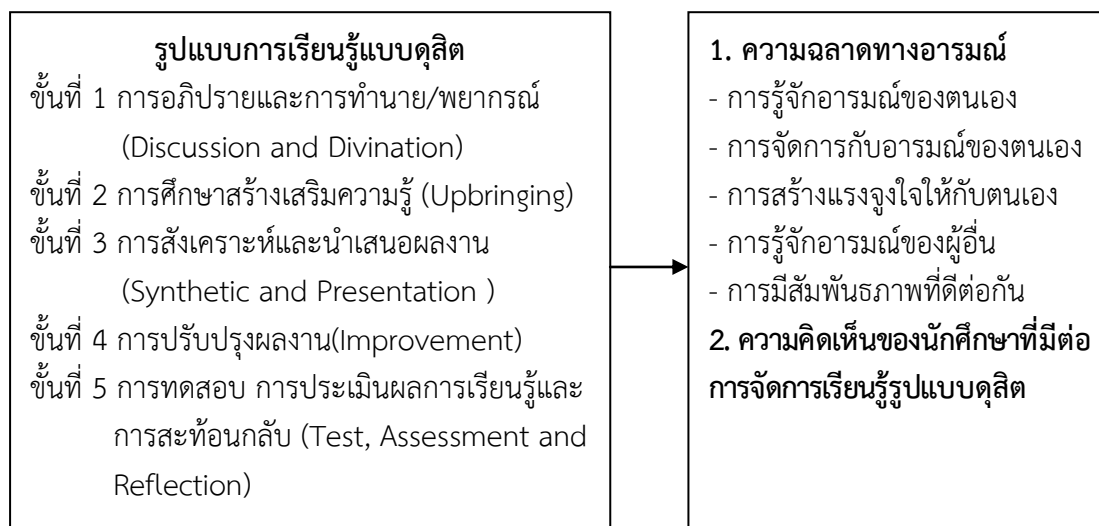 รูปแบบการเรียนรู้แบบดุสิต
ขั้นที่ 1 การอภิปรายและการทำนาย/พยากรณ์
(Discussion and Divination)
ขั้นที่ 2 การศึกษาสร้างเสริมความรู้ (Upbringing)
ขั้นที่ 3 การสังเคราะห์และนำเสนอผลงาน
(Synthetic and Presentation )
ขั้นที่ 4 การปรับปรุงผลงาน(Improvement)
ขั้นที่ 5 การทดสอบ การประเมินผลการเรียนรู้และ
การสะท้อนกลับ (Test, Assessment and
Reflection)
1. ความฉลาดทางอารมณ์
- การรู้จักอารมณ์ของตนเอง
- การจัดการกับอารมณ์ของตนเอง
- การสร้างแรงจูงใจให้กับตนเอง
- การรู้จักอารมณ์ของผู้อื่น
- การมีสัมพันธภาพที่ดีต่อกัน
2. ความคิดเห็นของนักศึกษาที่มีต่อ
การจัดการเรียนรู้รูปแบบดุสิต